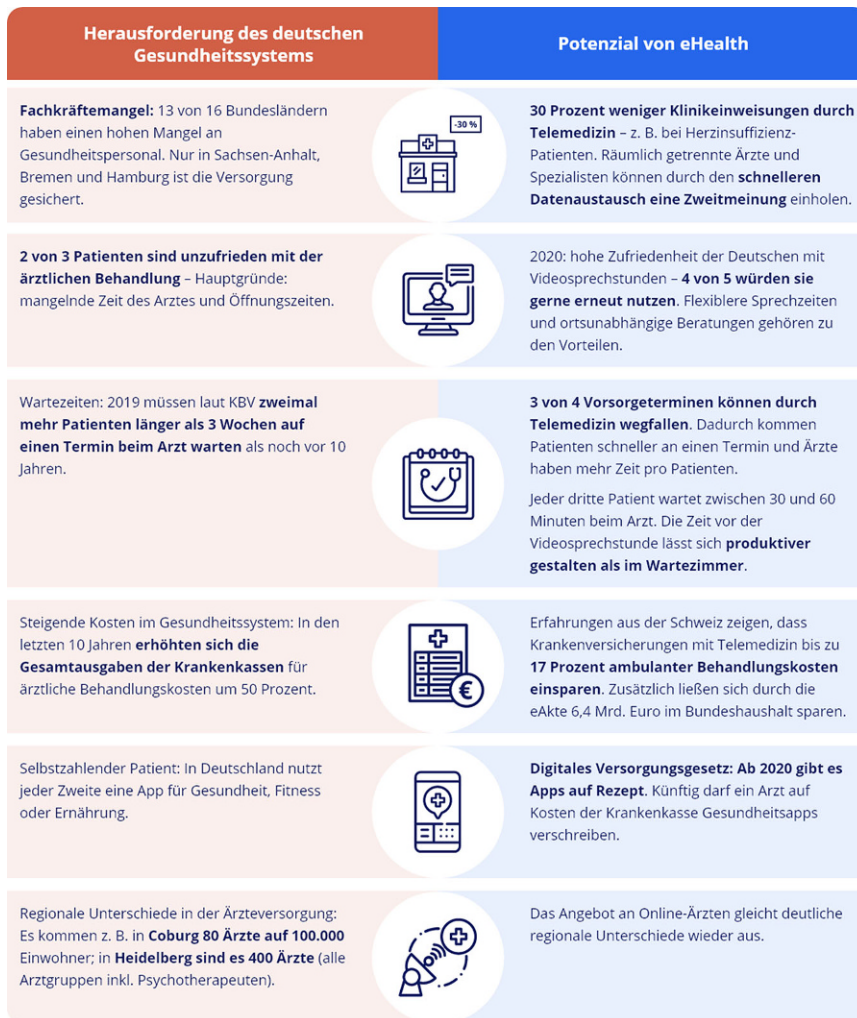 Herausforderung des deutschen
Gesundheitssystems
Potenzial von eHealth
Fachkräftemangel: 13 von 16 Bundesländern
haben einen hohen Mangel an
Gesundheitspersonal. Nur in Sachsen-Anhalt,
Bremen und Hamburg ist die Versorgung
gesichert.
-30 %
30 Prozent weniger Klinikeinweisungen durch
Telemedizin – z. B. bei Herzinsuffizienz-
Patienten. Räumlich getrennte Ärzte und
Spezialisten können durch den schnelleren
Datenaustausch eine Zweitmeinung einholen.
2 von 3 Patienten sind unzufrieden mit der
ärztlichen Behandlung – Hauptgründe:
mangelnde Zeit des Arztes und Öffnungszeiten.
2020: hohe Zufriedenheit der Deutschen mit
Videosprechstunden – 4 von 5 würden sie
gerne erneut nutzen. Flexiblere Sprechzeiten
und ortsunabhängige Beratungen gehören zu
den Vorteilen.
Wartezeiten: 2019 müssen laut KBV zweimal
mehr Patienten länger als 3 Wochen auf
einen Termin beim Arzt warten als noch vor 10
Jahren.
3 von 4 Vorsorgeterminen können durch
Telemedizin wegfallen. Dadurch kommen
Patienten schneller an einen Termin und Ärzte
haben mehr Zeit pro Patienten.
Jeder dritte Patient wartet zwischen 30 und 60
Minuten beim Arzt. Die Zeit vor der
Videosprechstunde lässt sich produktiver
gestalten als im Wartezimmer.
Steigende Kosten im Gesundheitssystem: In den
letzten 10 Jahren erhöhten sich die
Gesamtausgaben der Krankenkassen für
ärztliche Behandlungskosten um 50 Prozent.
€
Erfahrungen aus der Schweiz zeigen, dass
Krankenversicherungen mit Telemedizin bis zu
17 Prozent ambulanter Behandlungskosten
einsparen. Zusätzlich ließen sich durch die
eAkte 6,4 Mrd. Euro im Bundeshaushalt sparen.
Selbstzahlender Patient: In Deutschland nutzt
jeder Zweite eine App für Gesundheit, Fitness
oder Ernährung.
Digitales Versorgungsgesetz: Ab 2020 gibt es
Apps auf Rezept. Künftig darf ein Arzt auf
Kosten der Krankenkasse Gesundheitsapps
verschreiben.
Regionale Unterschiede in der Ärzteversorgung:
Es kommen z. B. in Coburg 80 Ärzte auf 100.000
Einwohner; in Heidelberg sind es 400 Ärzte (alle
Arztgruppen inkl. Psychotherapeuten).
Das Angebot an Online-Ärzten gleicht deutliche
regionale Unterschiede wieder aus.